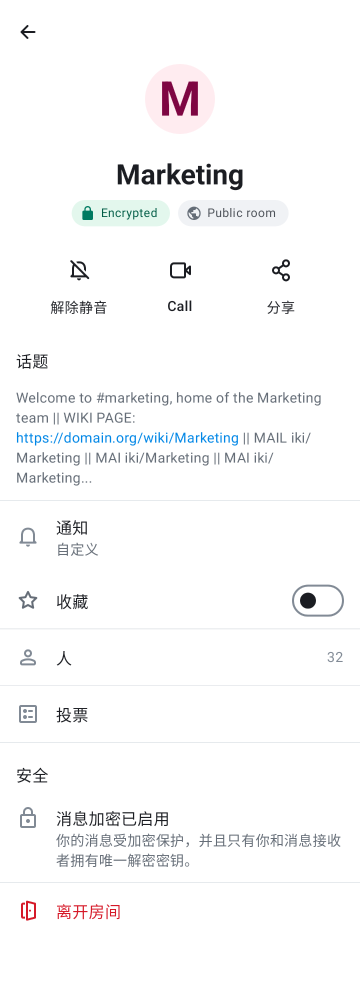 M
Marketing
Encrypted
Public room
解除静音
Call
分享
话题
Welcome to #marketing, home of the Marketing
team || WIKI PAGE:
https://domain.org/wiki/Marketing || MAIL iki/
Marketing || MAI iki/Marketing || MAI iki/
Marketing...
通知
自定义
收藏
人
32
投票
安全
消息加密已启用
你的消息受加密保护，并且只有你和消息接收
者拥有唯一解密密钥。
离开房间